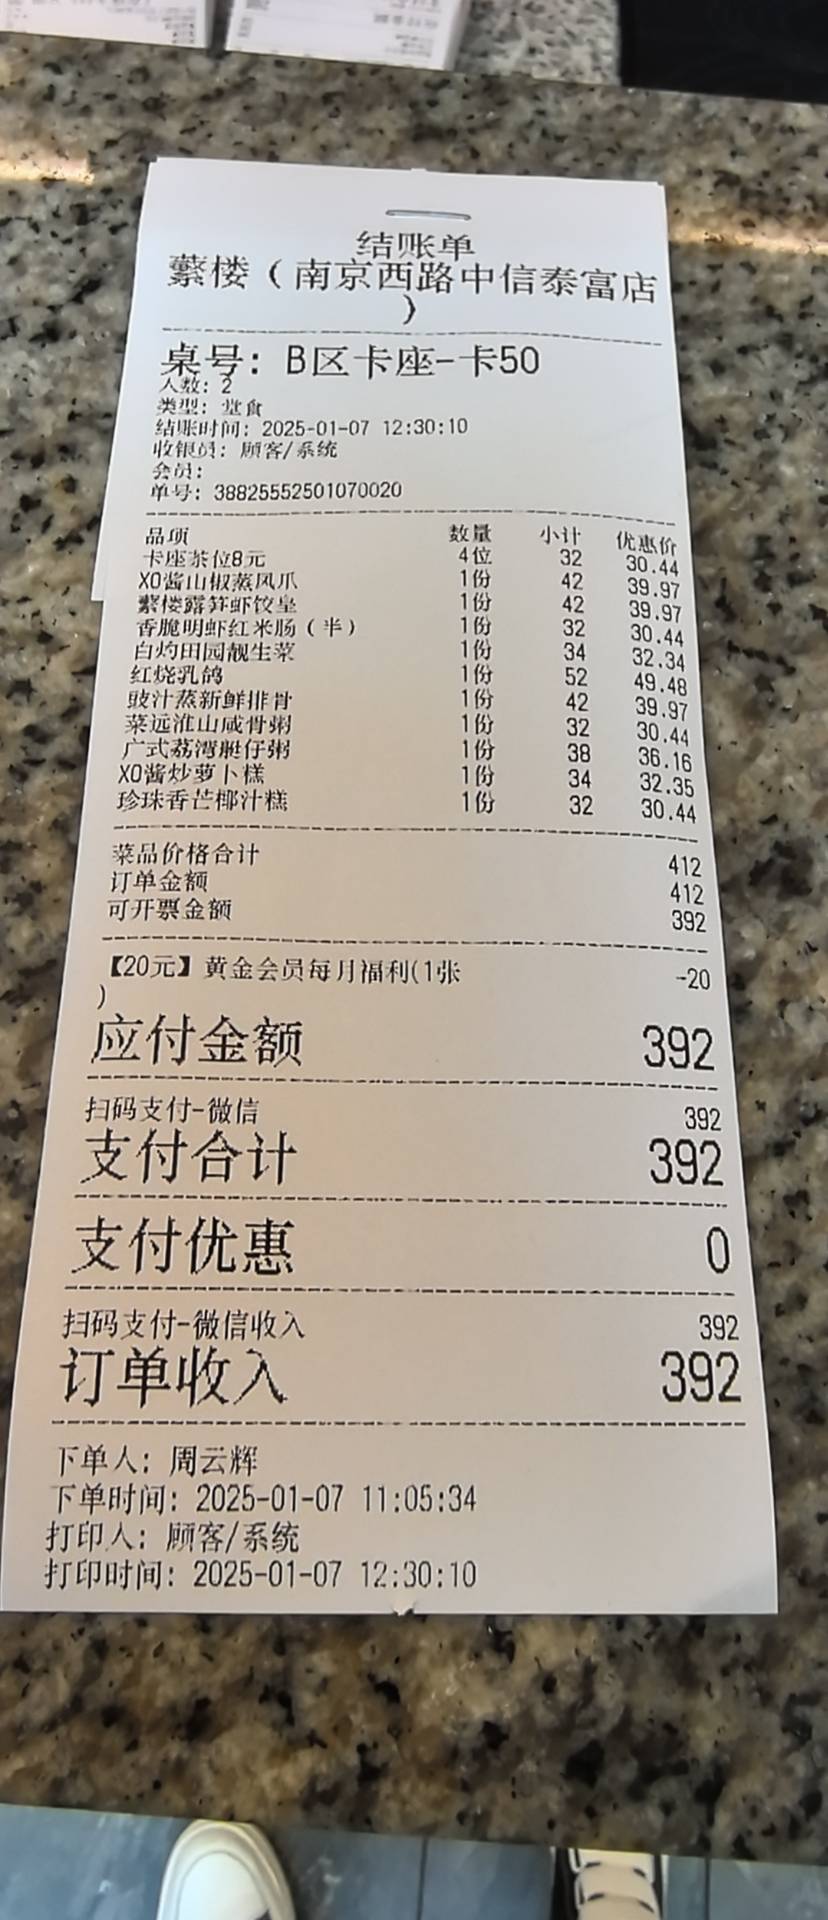 结账单
蘩楼（南京西路中信泰富店
）
桌号: B区卡座-卡50
人数: 2
类型: 堂食
结账时间: 2025-01-07 12:30:10
收银员: 顾客/系统
会员:
单号: 38825552501070020
品项 数量 小计 优惠价
卡座茶位8元 4位 32 30.44
XO酱山椒蒸凤爪 1份 42 39.97
蘩楼露笋虾饺皇 1份 42 39.97
香脆明虾红米肠（半） 1份 32 30.44
白灼田园靓生菜 1份 34 32.34
红烧乳鸽 1份 52 49.48
豉汁蒸新鲜排骨 1份 42 39.97
菜远淮山咸骨粥 1份 32 30.44
广式荔湾艇仔粥 1份 38 36.16
XO酱炒萝卜糕 1份 34 32.35
珍珠香芒椰汁糕 1份 32 30.44
菜品价格合计 412
订单金额 412
可开票金额 392
【20元】黄金会员每月福利(1张 -20
)
应付金额 392
扫码支付-微信 392
支付合计 392
支付优惠 0
扫码支付-微信收入 392
订单收入 392
下单人: 周云辉
下单时间: 2025-01-07 11:05:34
打印人: 顾客/系统
打印时间: 2025-01-07 12:30:10